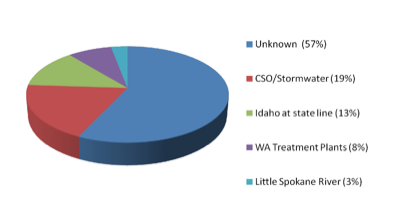 Unknown (57%)
CSO/Stormwater (19%)
Idaho at state line (13%)
WA Treatment Plants (8%)
Little Spokane River (3%)